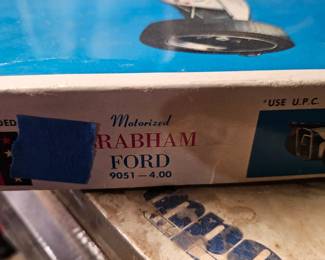 DED
Motorized
RABHAM
FORD
9051-4.00
*USE U.P.C.